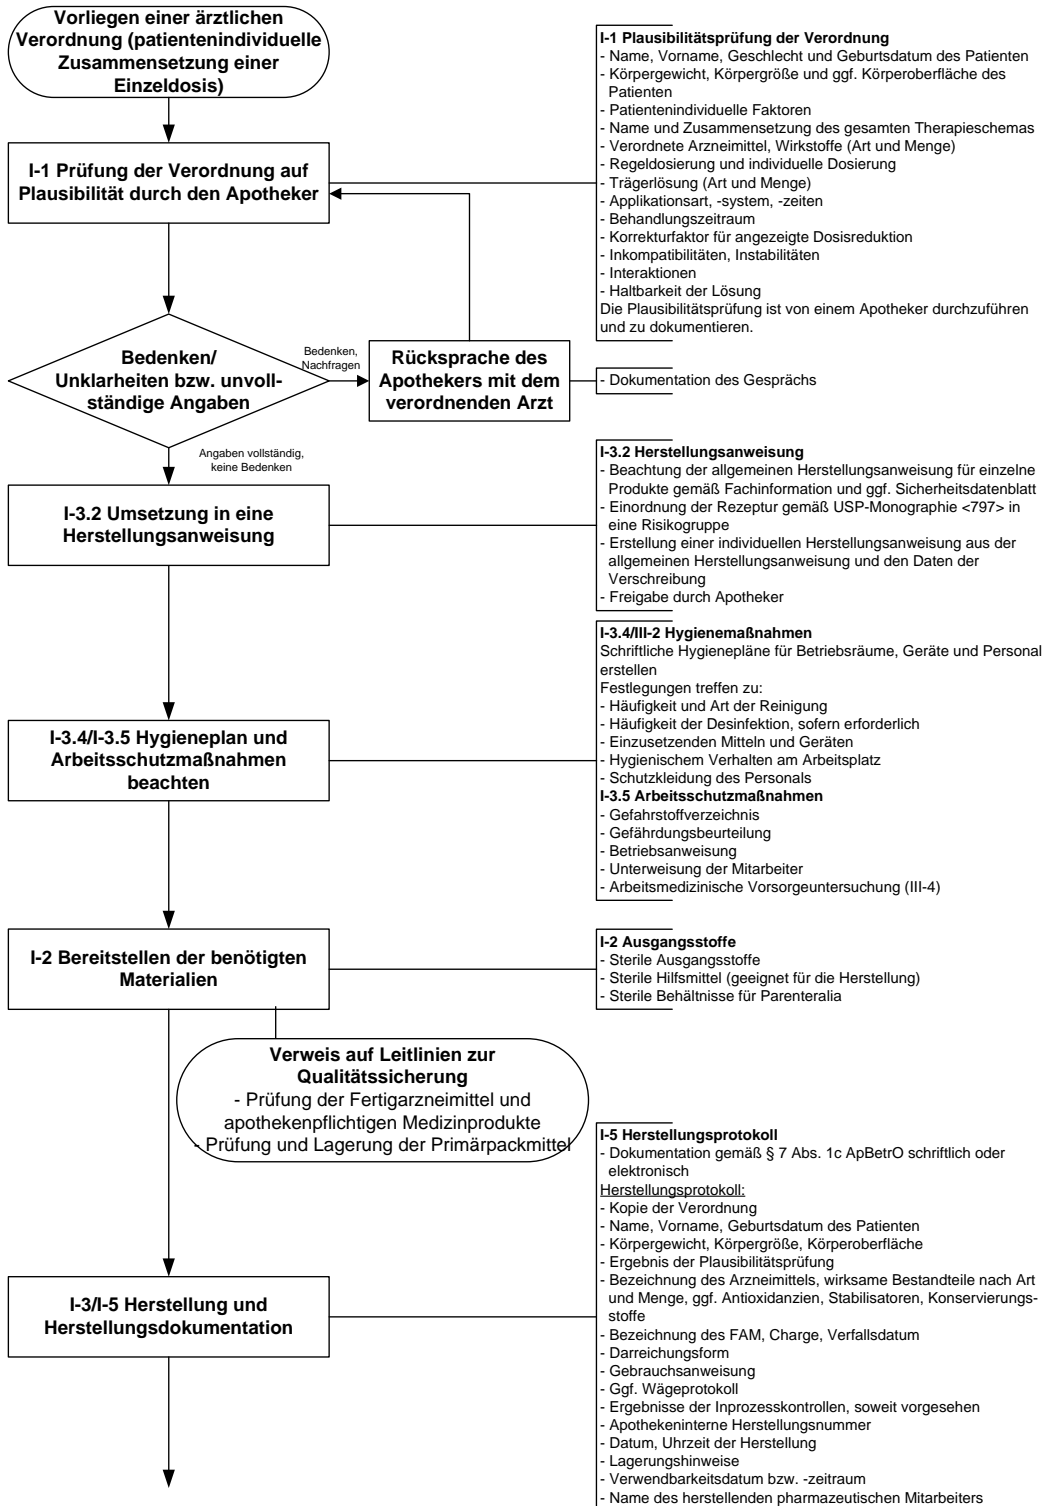 Vorliegen einer ärztlichen
Verordnung (patientenindividuelle
Zusammensetzung einer
Einzeldosis)
I-1 Plausibilitätsprüfung der Verordnung
- Name, Vorname, Geschlecht und Geburtsdatum des Patienten
- Körpergewicht, Körpergröße und ggf. Körperoberfläche des
Patienten
- Patientenindividuelle Faktoren
- Name und Zusammensetzung des gesamten Therapieschemas
- Verordnete Arzneimittel, Wirkstoffe (Art und Menge)
- Regeldosierung und individuelle Dosierung
- Trägerlösung (Art und Menge)
- Applikationsart, -system, -zeiten
- Behandlungszeitraum
- Korrekturfaktor für angezeigte Dosisreduktion
- Inkompatibilitäten, Instabilitäten
- Interaktionen
- Haltbarkeit der Lösung
Die Plausibilitätsprüfung ist von einem Apotheker durchzuführen
und zu dokumentieren.
I-1 Prüfung der Verordnung auf
Plausibilität durch den Apotheker
Bedenken/
Unklarheiten bzw. unvoll-
ständige Angaben
Bedenken,
Nachfragen
Rücksprache des
Apothekers mit dem
verordnenden Arzt
- Dokumentation des Gesprächs
Angaben vollständig,
keine Bedenken
I-3.2 Umsetzung in eine
Herstellungsanweisung
I-3.2 Herstellungsanweisung
- Beachtung der allgemeinen Herstellungsanweisung für einzelne
Produkte gemäß Fachinformation und ggf. Sicherheitsdatenblatt
- Einordnung der Rezeptur gemäß USP-Monographie <797> in
eine Risikogruppe
- Erstellung einer individuellen Herstellungsanweisung aus der
allgemeinen Herstellungsanweisung und den Daten der
Verschreibung
- Freigabe durch Apotheker
I-3.4/I-3.5 Hygieneplan und
Arbeitsschutzmaßnahmen
beachten
I-3.4/III-2 Hygienemaßnahmen
Schriftliche Hygienepläne für Betriebsräume, Geräte und Personal
erstellen
Festlegungen treffen zu:
- Häufigkeit und Art der Reinigung
- Häufigkeit der Desinfektion, sofern erforderlich
- Einzusetzenden Mitteln und Geräten
- Hygienischem Verhalten am Arbeitsplatz
- Schutzkleidung des Personals
I-3.5 Arbeitsschutzmaßnahmen
- Gefahrstoffverzeichnis
- Gefährdungsbeurteilung
- Betriebsanweisung
- Unterweisung der Mitarbeiter
- Arbeitsmedizinische Vorsorgeuntersuchung (III-4)
I-2 Bereitstellen der benötigten
Materialien
I-2 Ausgangsstoffe
- Sterile Ausgangsstoffe
- Sterile Hilfsmittel (geeignet für die Herstellung)
- Sterile Behältnisse für Parenteralia
Verweis auf Leitlinien zur
Qualitätssicherung
- Prüfung der Fertigarzneimittel und
apothekenpflichtigen Medizinprodukte
- Prüfung und Lagerung der Primärpackmittel
I-3/I-5 Herstellung und
Herstellungsdokumentation
I-5 Herstellungsprotokoll
- Dokumentation gemäß § 7 Abs. 1c ApBetrO schriftlich oder
elektronisch
Herstellungsprotokoll:
- Kopie der Verordnung
- Name, Vorname, Geburtsdatum des Patienten
- Körpergewicht, Körpergröße, Körperoberfläche
- Ergebnis der Plausibilitätsprüfung
- Bezeichnung des Arzneimittels, wirksame Bestandteile nach Art
und Menge, ggf. Antioxidanzien, Stabilisatoren, Konservierungs-
stoffe
- Bezeichnung des FAM, Charge, Verfallsdatum
- Darreichungsform
- Gebrauchsanweisung
- Ggf. Wägeprotokoll
- Ergebnisse der Inprozesskontrollen, soweit vorgesehen
- Apothekeninterne Herstellungsnummer
- Datum, Uhrzeit der Herstellung
- Lagerungshinweise
- Verwendbarkeitsdatum bzw. -zeitraum
- Name des herstellenden pharmazeutischen Mitarbeiters